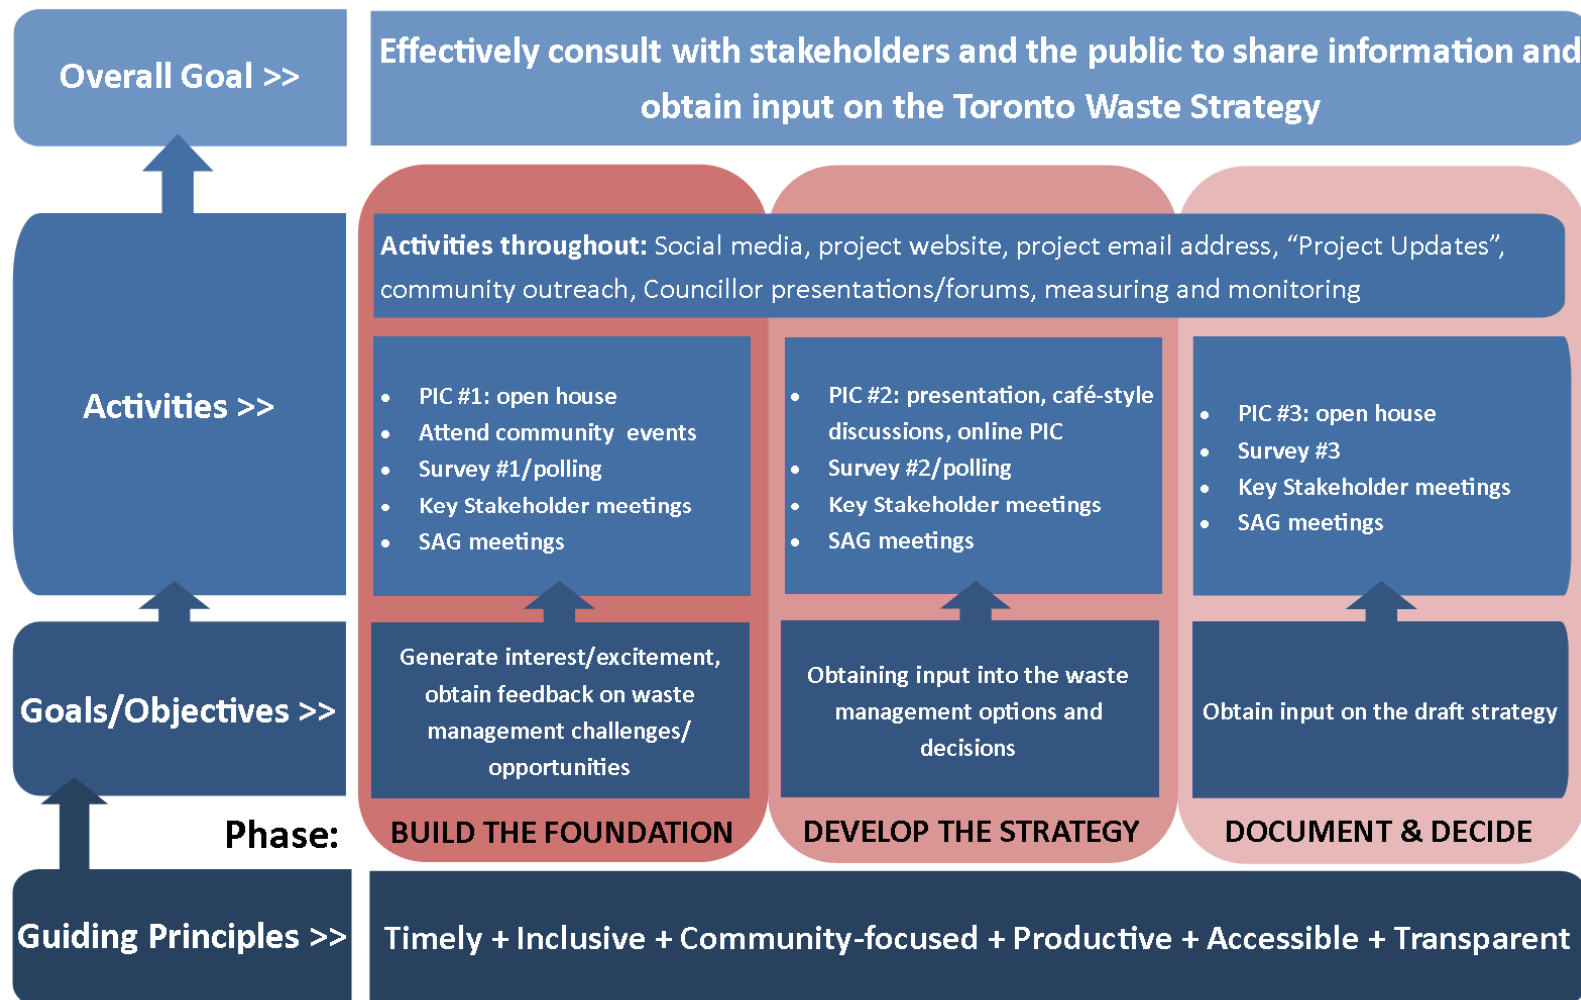 Overall Goal >>
Effectively consult with stakeholders and the public to share information and
obtain input on the Toronto Waste Strategy
Activities >>
Activities throughout: Social media, project website, project email address, “Project Updates”,
community outreach, Councillor presentations/forums, measuring and monitoring
• PIC #1: open house
• Attend community events
• Survey #1/polling
• Key Stakeholder meetings
• SAG meetings
• PIC #2: presentation, café-style
discussions, online PIC
• Survey #2/polling
• Key Stakeholder meetings
• SAG meetings
• PIC #3: open house
• Survey #3
• Key Stakeholder meetings
• SAG meetings
Goals/Objectives >>
Generate interest/excitement,
obtain feedback on waste
management challenges/
opportunities
Obtaining input into the waste
management options and
decisions
Obtain input on the draft strategy
Phase:
BUILD THE FOUNDATION
DEVELOP THE STRATEGY
DOCUMENT & DECIDE
Guiding Principles >>
Timely + Inclusive + Community-focused + Productive + Accessible + Transparent